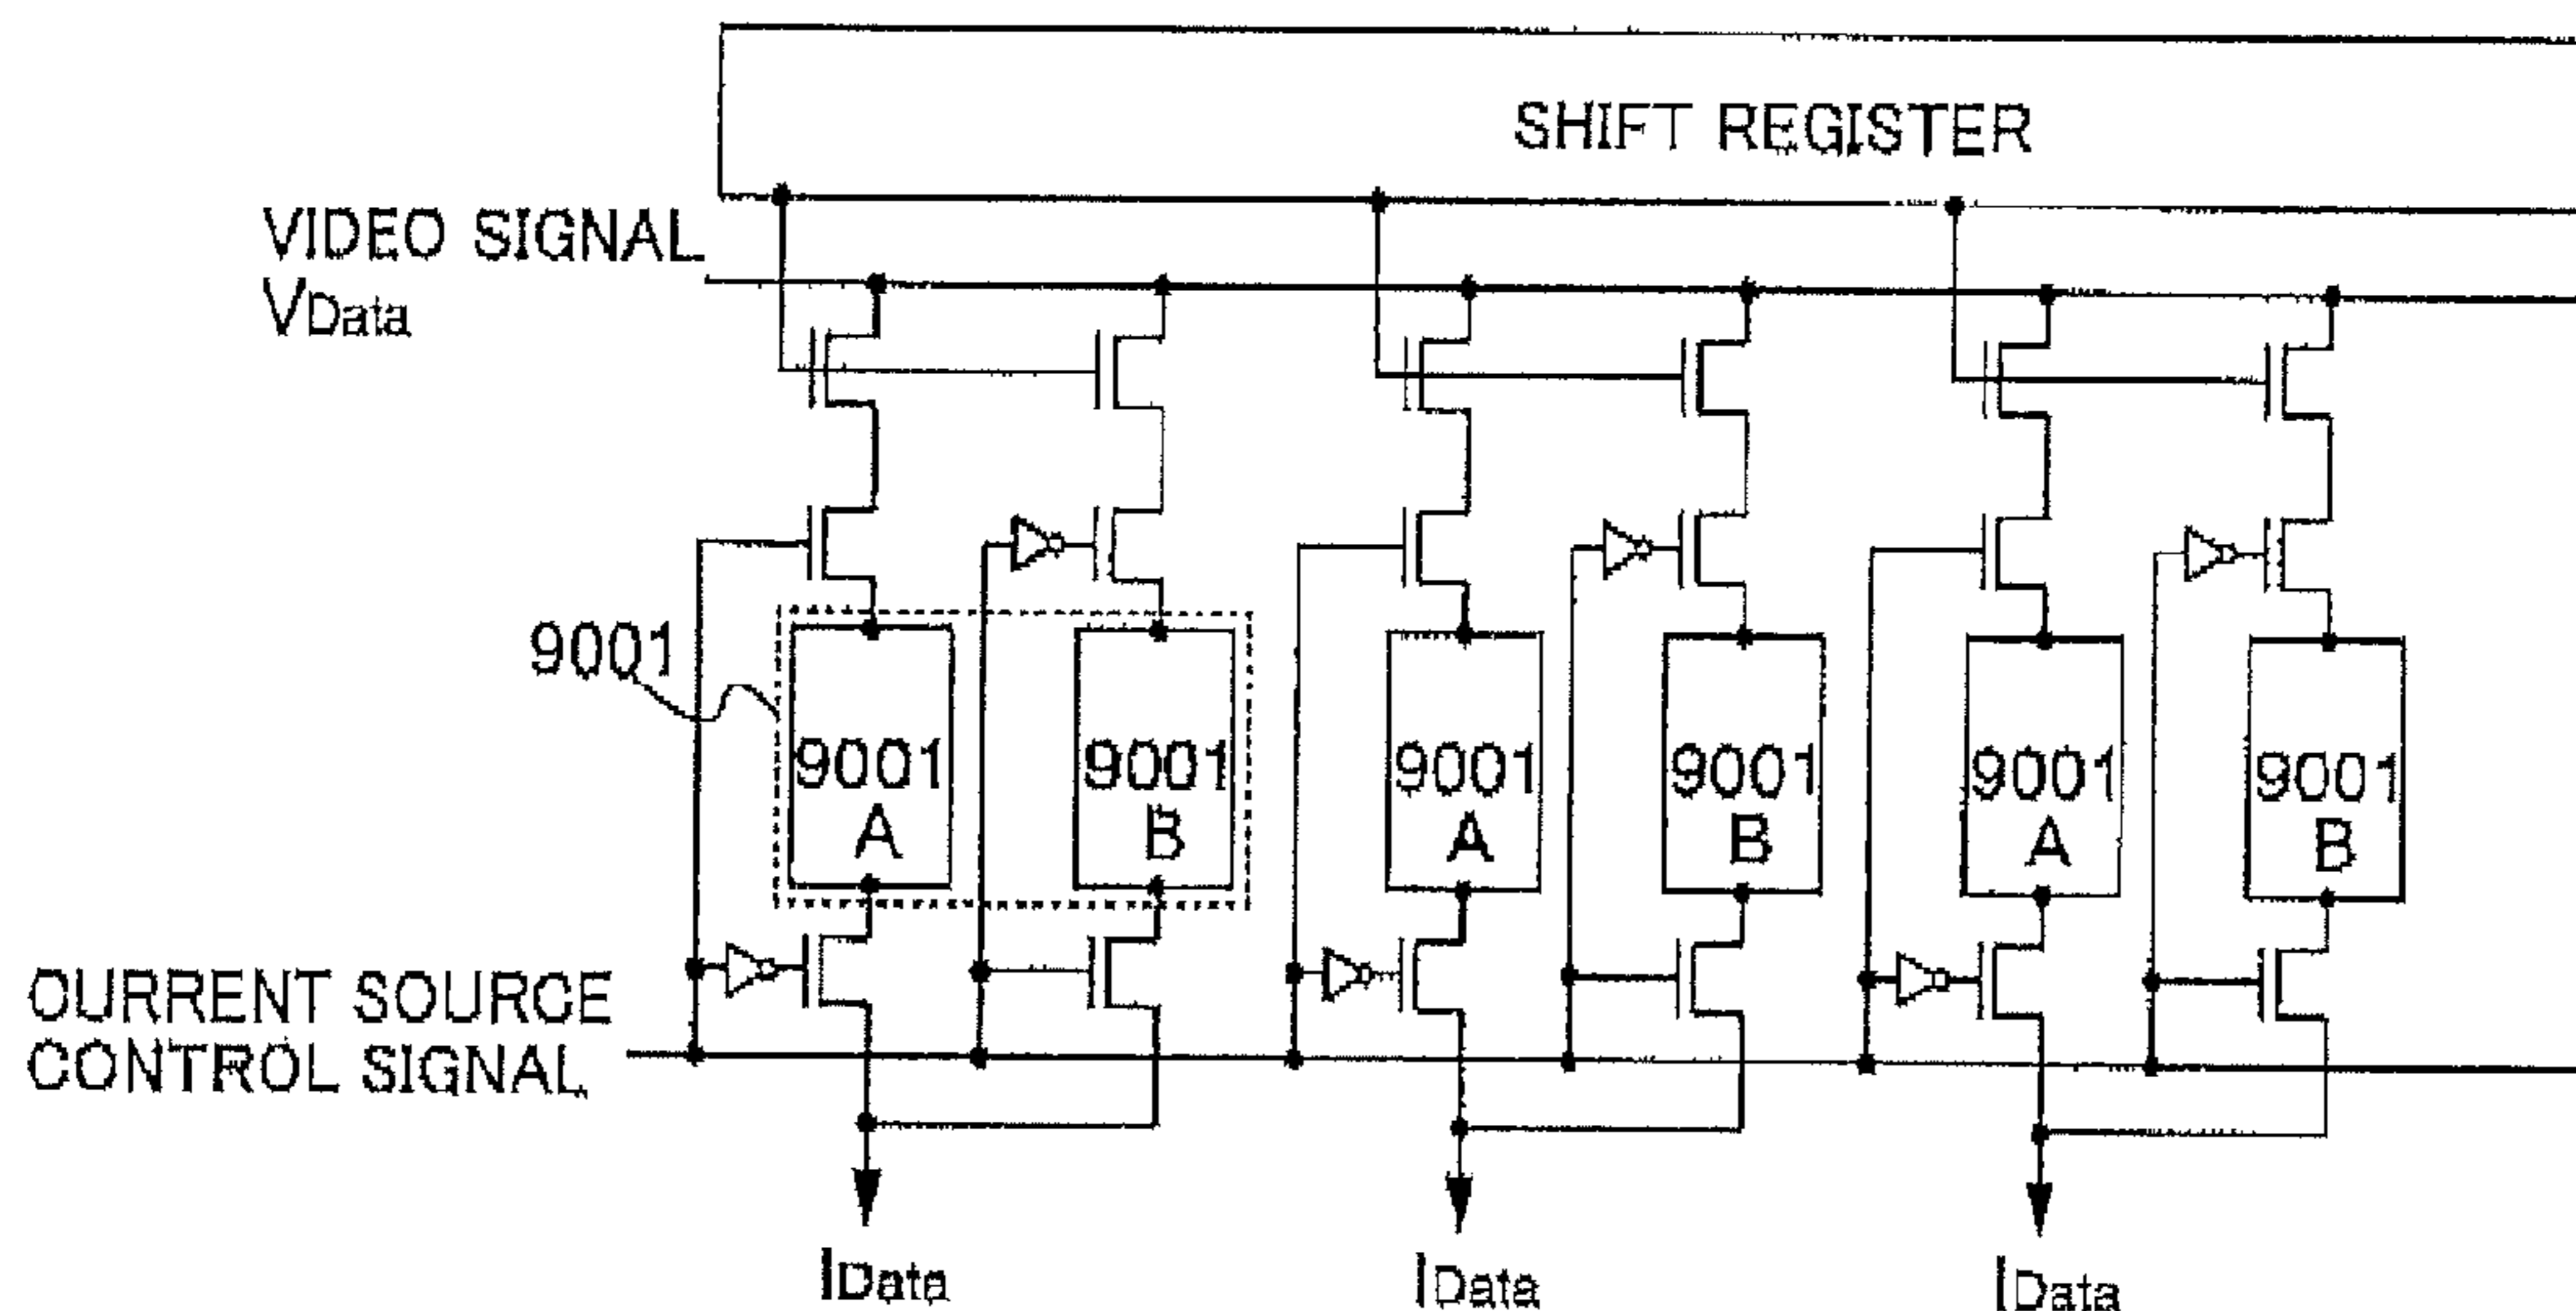 SHIFT REGISTER
VIDEO SIGNAL
VData
9001
9001
A
9001
B
9001
A
9001
B
9001
A
9001
B
CURRENT SOURCE
CONTROL SIGNAL
IData
IData
IData